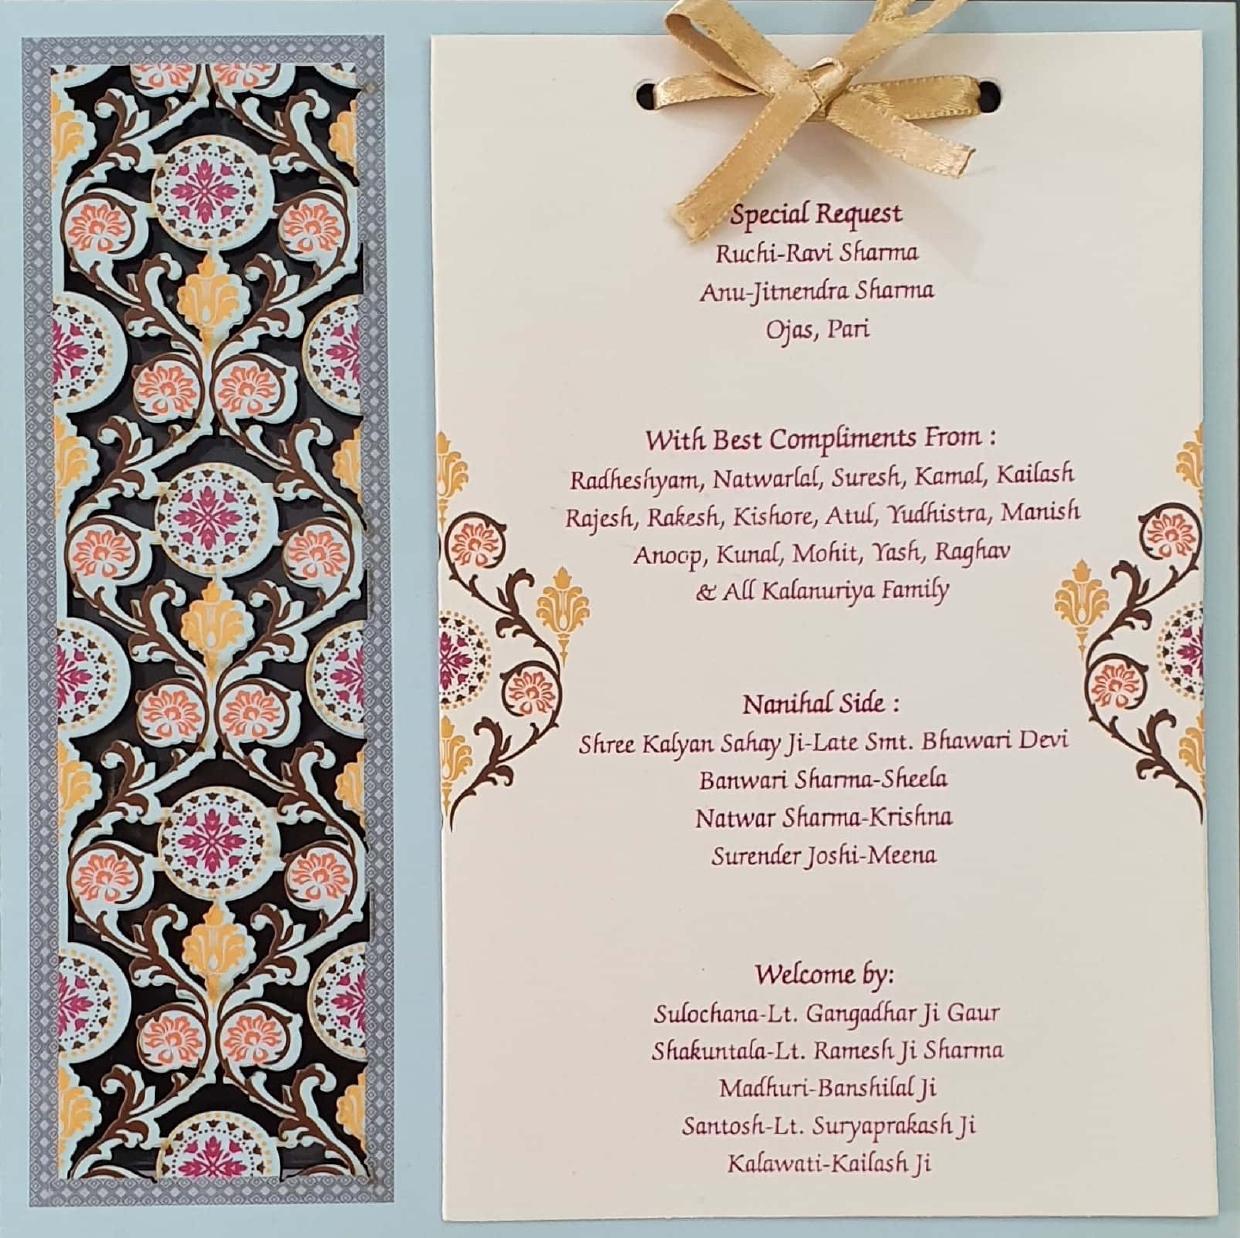 Special Request
Ruchi-Ravi Sharma
Anu-Jitnendra Sharma
Ojas, Pari
With Best Compliments From :
Radheshyam, Natwarlal, Suresh, Kamal, Kailash
Rajesh, Rakesh, Kishore, Atul, Yudhistra, Manish
Anoop, Kunal, Mohit, Yash, Raghav
& All Kalanuriya Family
Nanihal Side :
Shree Kalyan Sahay Ji-Late Smt. Bhawari Devi
Banwari Sharma-Sheela
Natwar Sharma-Krishna
Surender Joshi-Meena
Welcome by:
Sulochana-Lt. Gangadhar Ji Gaur
Shakuntala-Lt. Ramesh Ji Sharma
Madhuri-Banshilal Ji
Santosh-Lt. Suryaprakash Ji
Kalawati-Kailash Ji